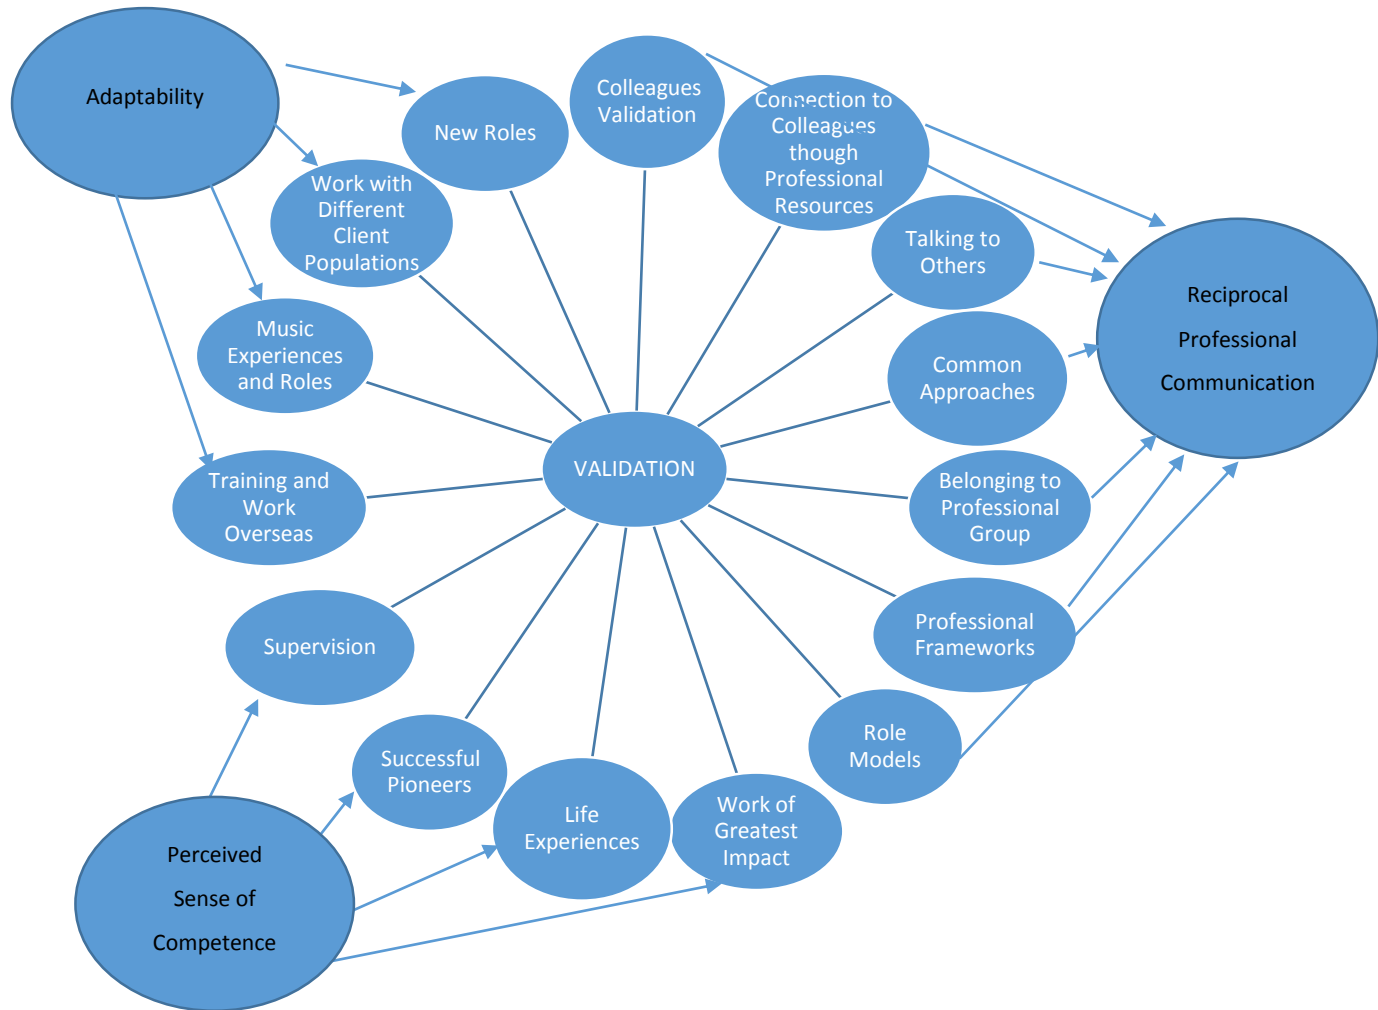 Adaptability
New Roles
Colleagues
Validation
Connection to
Colleagues
though
Professional
Resources
Work with
Different
Client
Populations
Talking to
Others
Reciprocal
Professional
Communication
Music
Experiences
and Roles
Common
Approaches
VALIDATION
Training and
Work
Overseas
Belonging to
Professional
Group
Supervision
Professional
Frameworks
Successful
Pioneers
Role
Models
Life
Experiences
Work of
Greatest
Impact
Perceived
Sense of
Competence